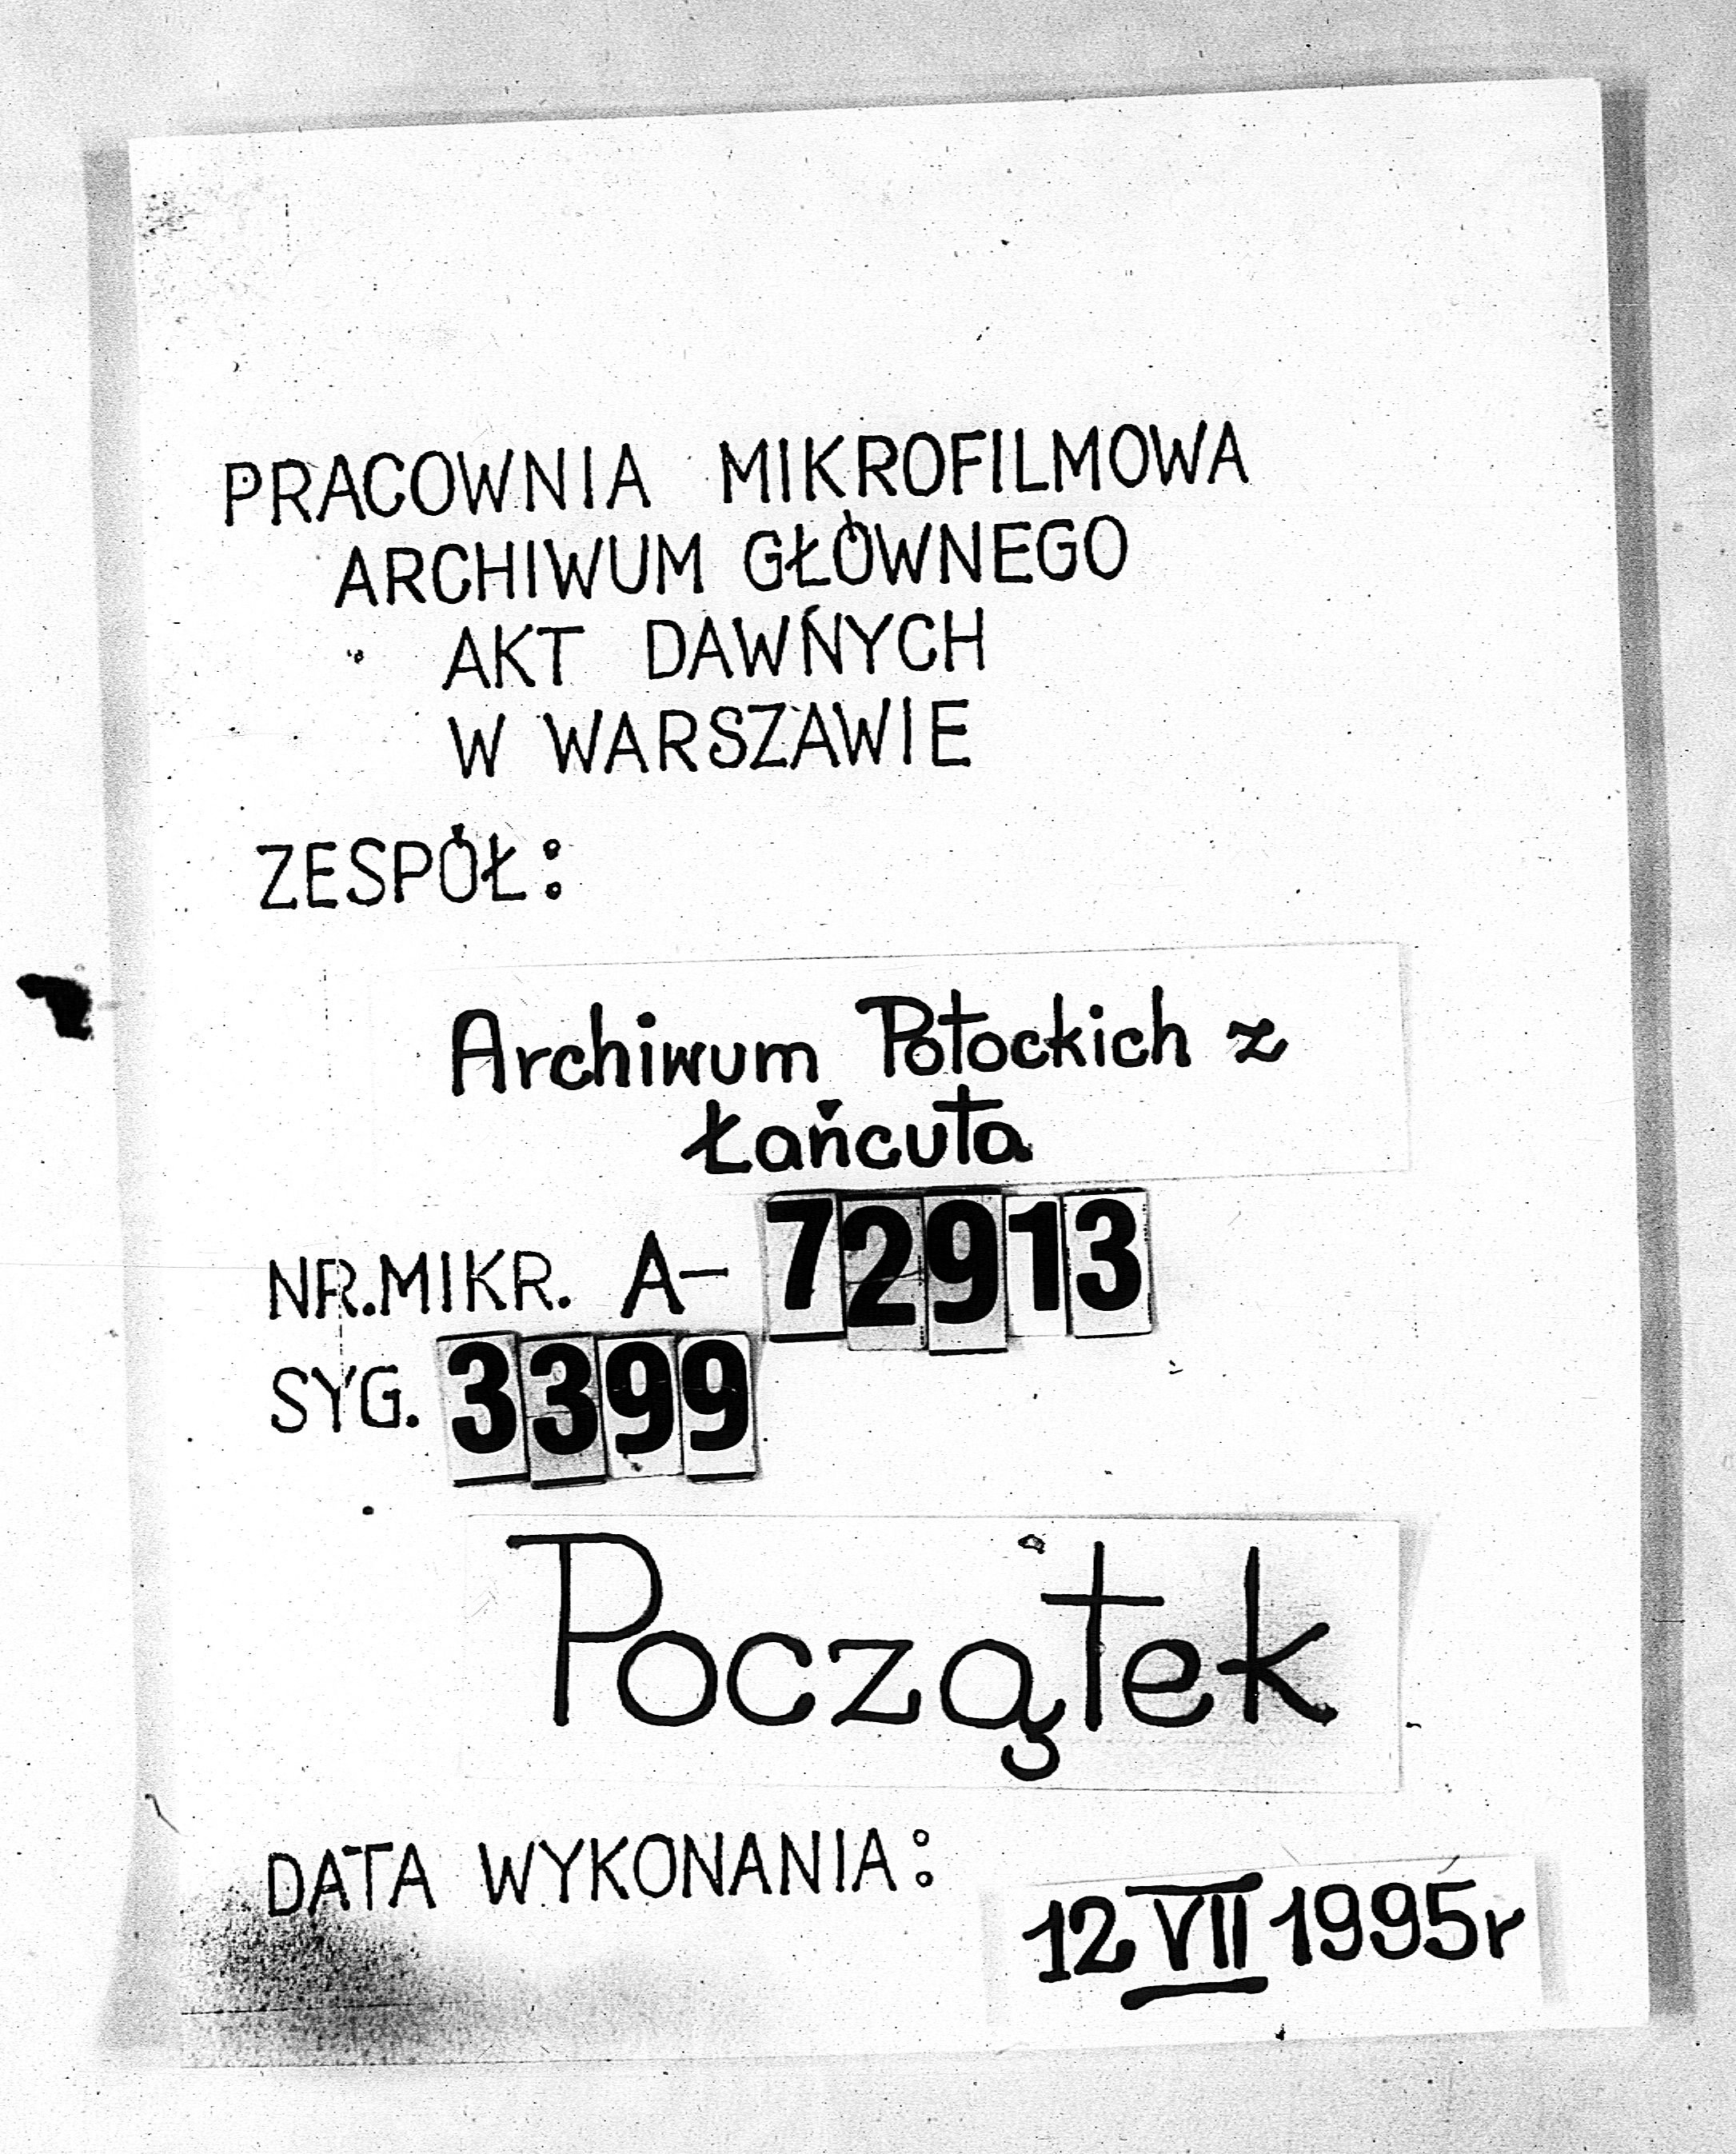 PRACOWNIA MIKROFILMOWA
ARCHIWUM GŁÓWNEGO
AKT DAWNYCH
W WARSZAWIE
ZESPÓŁ:
Archiwum Potockich z
Łańcuta
NR.MIKR. A- 72913
SYG. 3399
Początek
DATA WYKONANIA:
12 VII 1995r